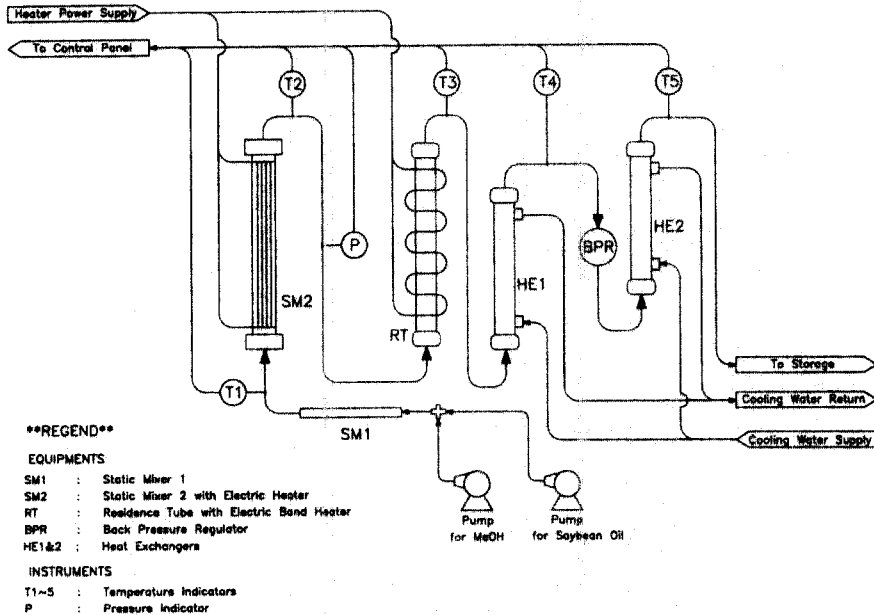 Heater Power Supply
To Control Panel
T2
T3
T4
T5
P
SM2
RT
HE1
BPR
HE2
T1
SM1
To Storage
Cooling Water Return
Cooling Water Supply
Pump
for MeOH
Pump
for Soybean Oil
**REGEND**
EQUIPMENTS
SM1 : Static Mixer 1
SM2 : Static Mixer 2 with Electric Heater
RT : Residence Tube with Electric Band Heater
BPR : Back Pressure Regulator
HE1&2 : Heat Exchangers
INSTRUMENTS
T1~5 : Temperature Indicators
P : Pressure Indicator